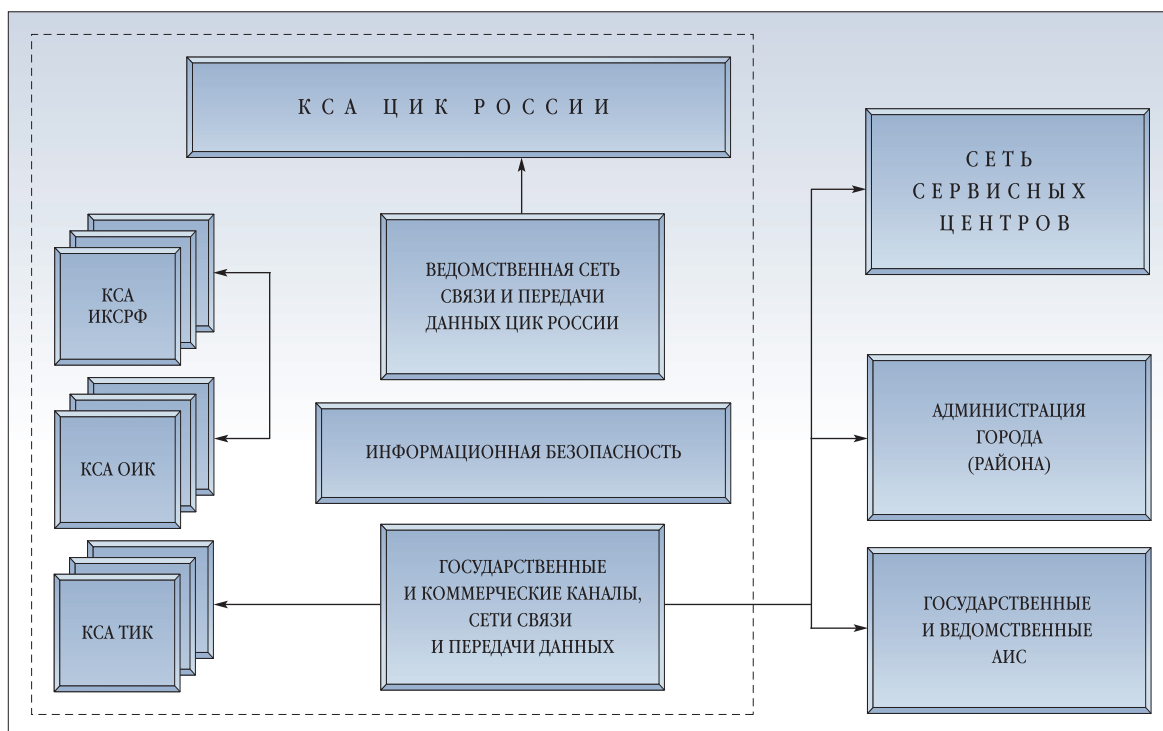 КСА ЦИК РОССИИ
СЕТЬ
СЕРВИСНЫХ
ЦЕНТРОВ
КСА
ИКСРФ
ВЕДОМСТВЕННАЯ СЕТЬ
СВЯЗИ И ПЕРЕДАЧИ
ДАННЫХ ЦИК РОССИИ
АДМИНИСТРАЦИЯ
ГОРОДА
(РАЙОНА)
ИНФОРМАЦИОННАЯ БЕЗОПАСНОСТЬ
КСА ОИК
ГОСУДАРСТВЕННЫЕ
И КОММЕРЧЕСКИЕ КАНАЛЫ,
СЕТИ СВЯЗИ
И ПЕРЕДАЧИ ДАННЫХ
КСА ТИК
ГОСУДАРСТВЕННЫЕ
И ВЕДОМСТВЕННЫЕ
АИС